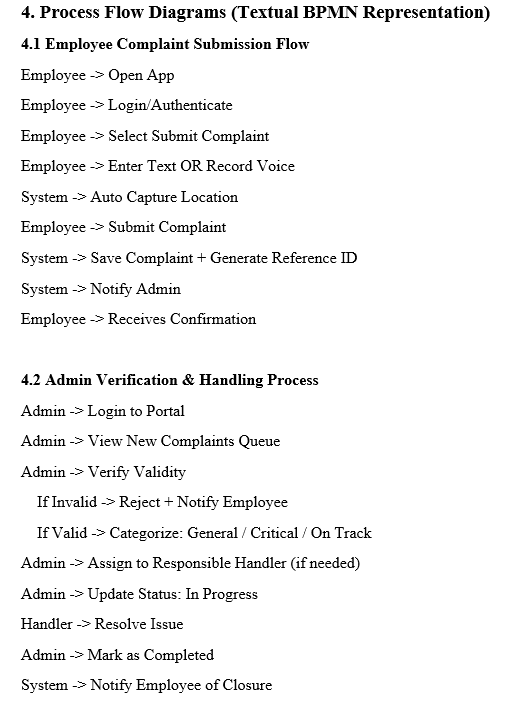 4. Process Flow Diagrams (Textual BPMN Representation)
4.1 Employee Complaint Submission Flow
Employee -> Open App
Employee -> Login/Authenticate
Employee -> Select Submit Complaint
Employee -> Enter Text OR Record Voice
System -> Auto Capture Location
Employee -> Submit Complaint
System -> Save Complaint + Generate Reference ID
System -> Notify Admin
Employee -> Receives Confirmation
4.2 Admin Verification & Handling Process
Admin -> Login to Portal
Admin -> View New Complaints Queue
Admin -> Verify Validity
If Invalid -> Reject + Notify Employee
If Valid -> Categorize: General / Critical / On Track
Admin -> Assign to Responsible Handler (if needed)
Admin -> Update Status: In Progress
Handler -> Resolve Issue
Admin -> Mark as Completed
System -> Notify Employee of Closure